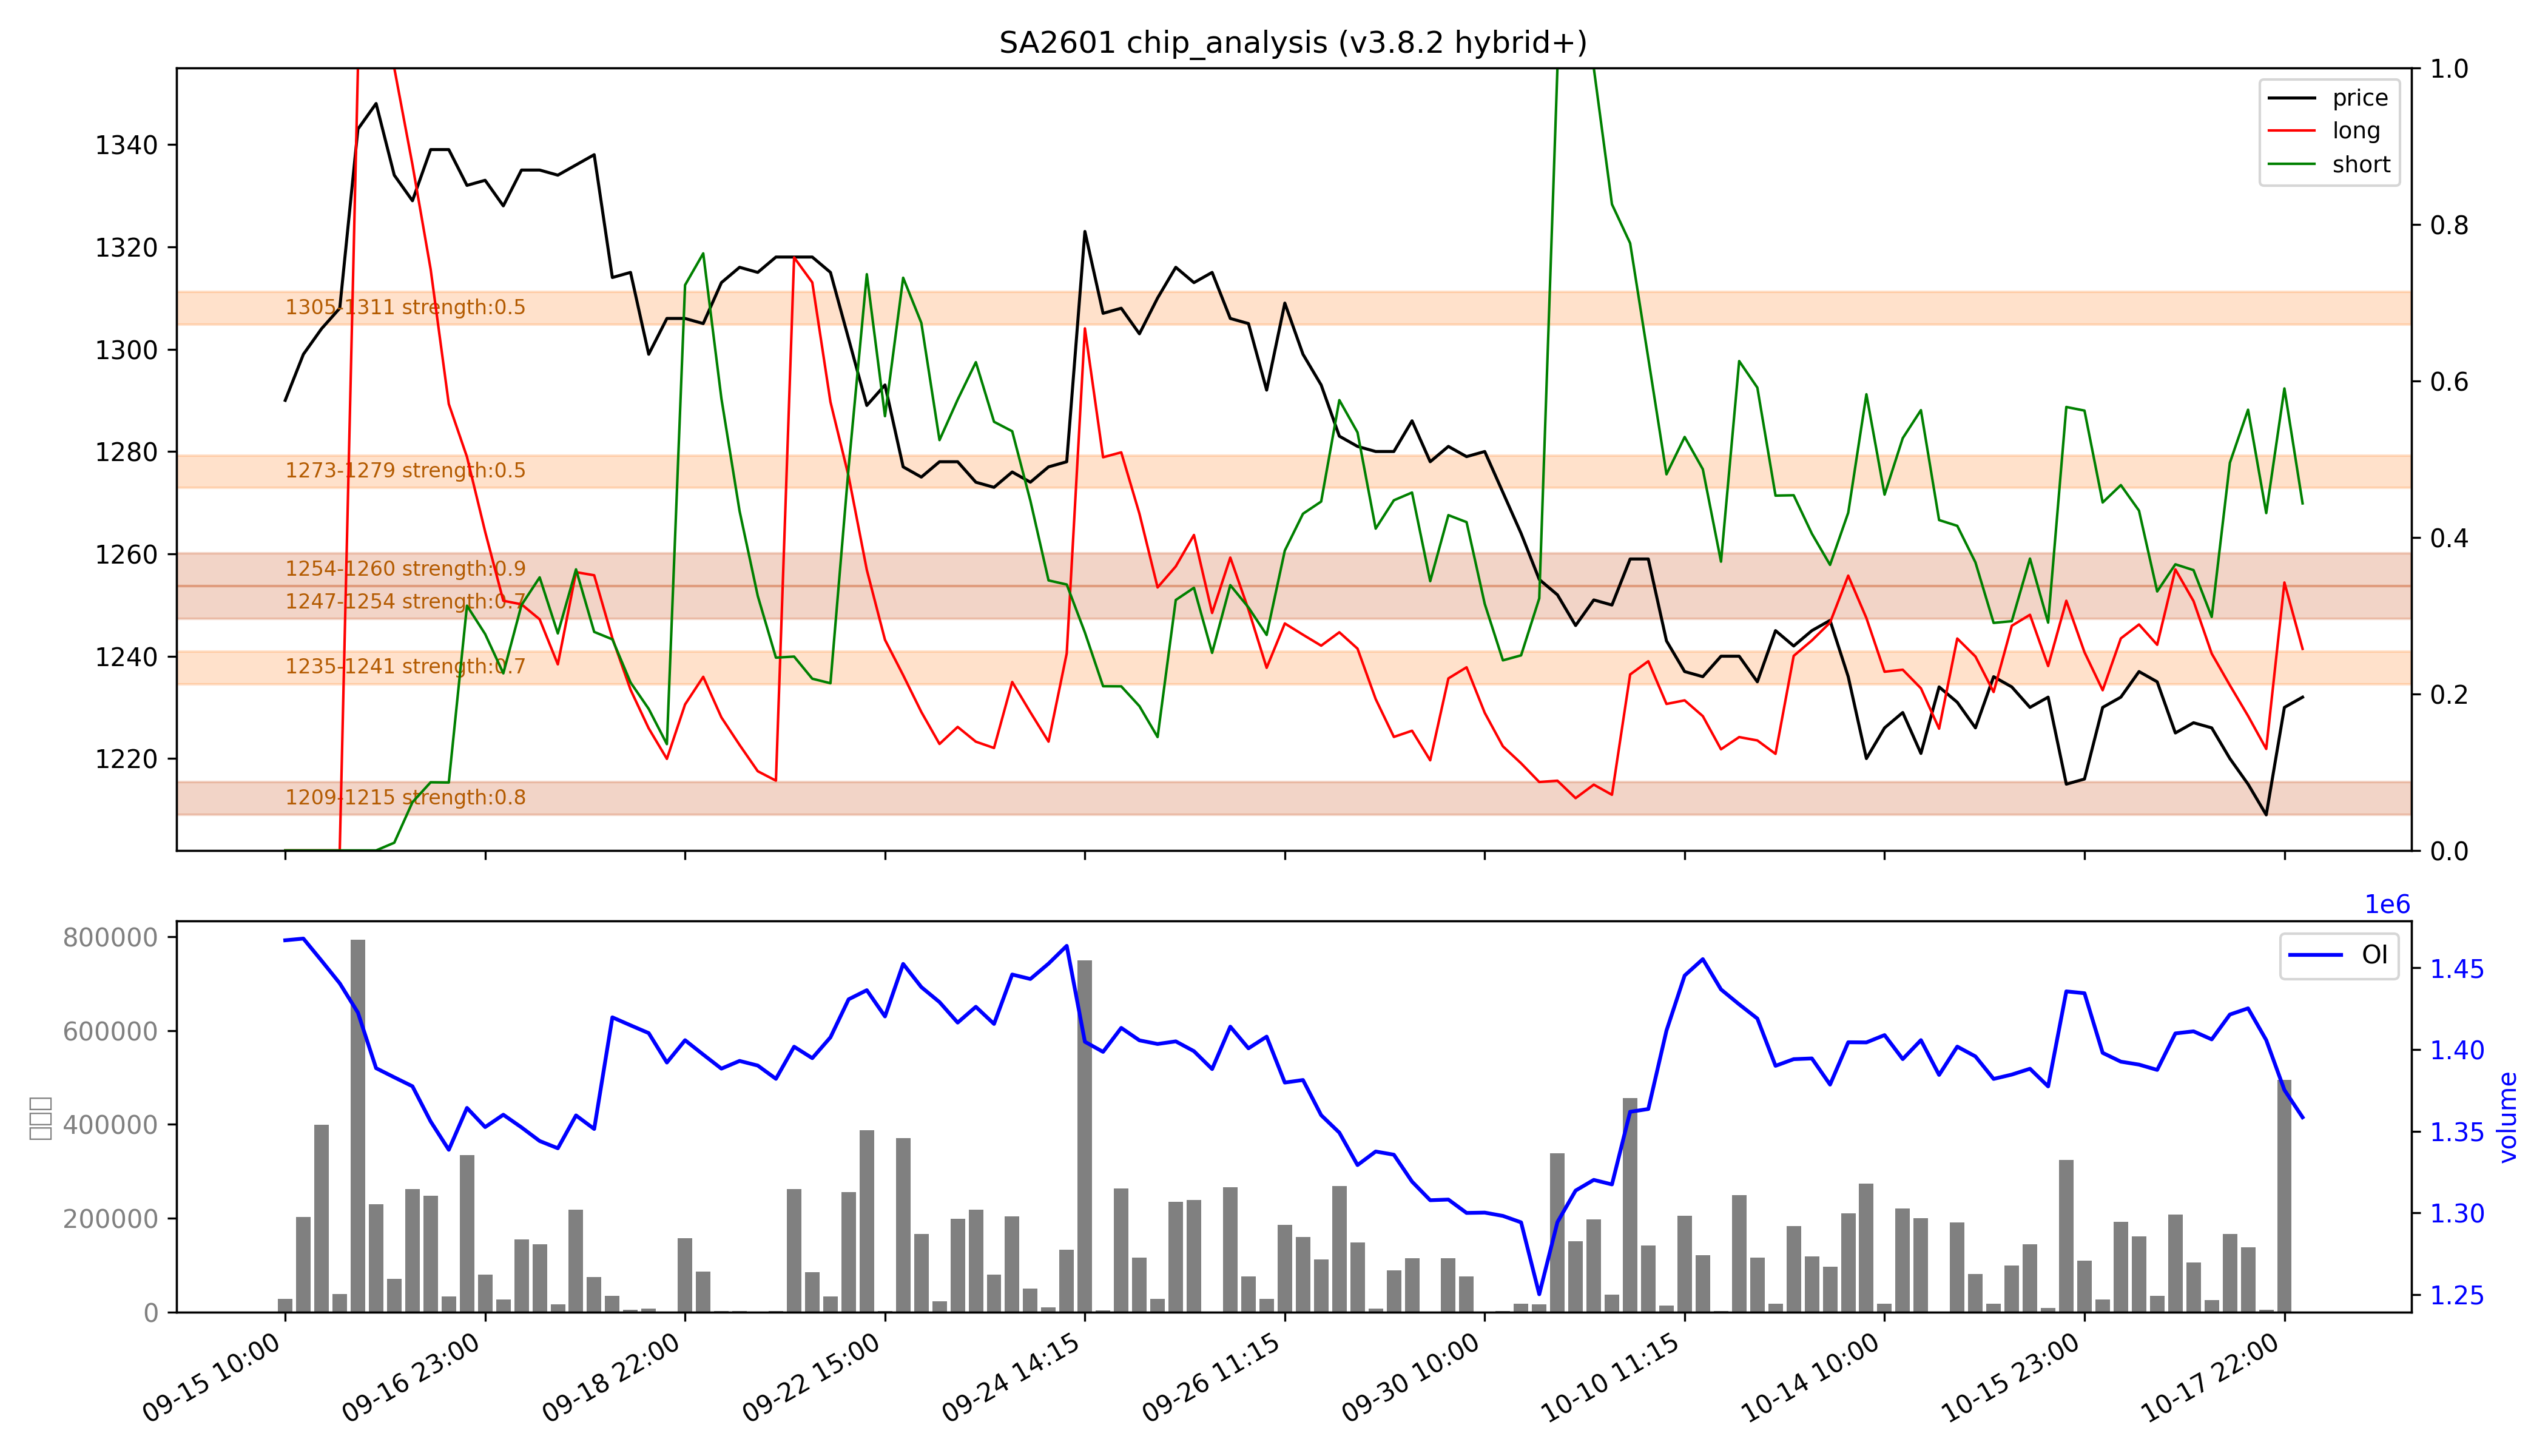 SA2601 chip_analysis (v3.8.2 hybrid+)
price
long
short
1340
1320
1300
1280
1260
1240
1220
1.0
0.8
0.6
0.4
0.2
0.0
1305-1311 strength:0.5
1273-1279 strength:0.5
1254-1260 strength:0.9
1247-1254 strength:0.7
1235-1241 strength:0.7
1209-1215 strength:0.8
1e6
OI
800000
600000
400000
200000
0
1.45
1.40
1.35
1.30
1.25
volume
09-15 10:00
09-16 23:00
09-18 22:00
09-22 15:00
09-24 14:15
09-26 11:15
09-30 10:00
10-10 11:15
10-14 10:00
10-15 23:00
10-17 22:00